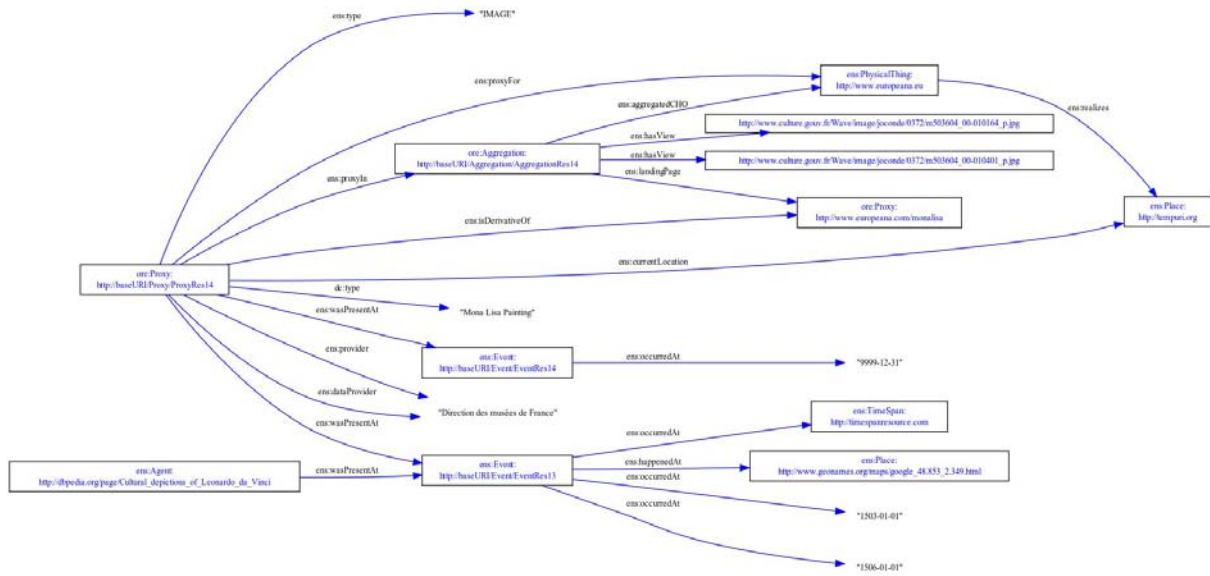 ens:type
"IMAGE"
ens:proxyFor
ens:PhysicalThing:
http://www.europeana.eu
ens:realizes
ens:aggregatedCHO
http://www.culture.gouv.fr/Wave/image/joconde/0372/m503604_00-010164_p.jpg
ens:hasView
ore:Aggregation:
http://baseURI/Aggregation/AggregationRes14
ens:hasView
http://www.culture.gouv.fr/Wave/image/joconde/0372/m503604_00-010401_p.jpg
ens:landingPage
ens:proxyIn
ore:Proxy:
http://www.europeana.com/monalisa
ens:Place:
http://tempuri.org
ens:isDerivativeOf
ens:currentLocation
ore:Proxy:
http://baseURI/Proxy/ProxyRes14
dc:type
"Mona Lisa Painting"
ens:wasPresentAt
ens:provider
ens:Event:
http://baseURI/Event/EventRes14
ens:occurredAt
"9999-12-31"
ens:dataProvider
"Direction des musées de France"
ens:wasPresentAt
ens:TimeSpan:
http://timespanresource.com
ens:occurredAt
ens:Agent:
http://dbpedia.org/page/Cultural_depictions_of_Leonardo_da_Vinci
ens:wasPresentAt
ens:Event:
http://baseURI/Event/EventRes13
ens:happenedAt
ens:Place:
http://www.geonames.org/maps/google_48.853_2.349.html
ens:occurredAt
"1503-01-01"
ens:occurredAt
"1506-01-01"